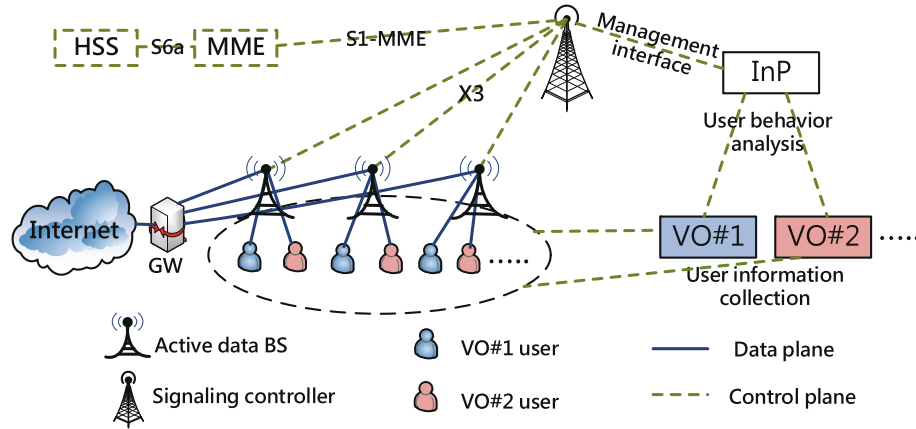 HSS
S6a
MME
S1-MME
Management
interface
InP
X3
User behavior
analysis
Internet
GW
.....
VO#1
VO#2
.....
User information
collection
Active data BS
VO#1 user
Data plane
Signaling controller
VO#2 user
Control plane